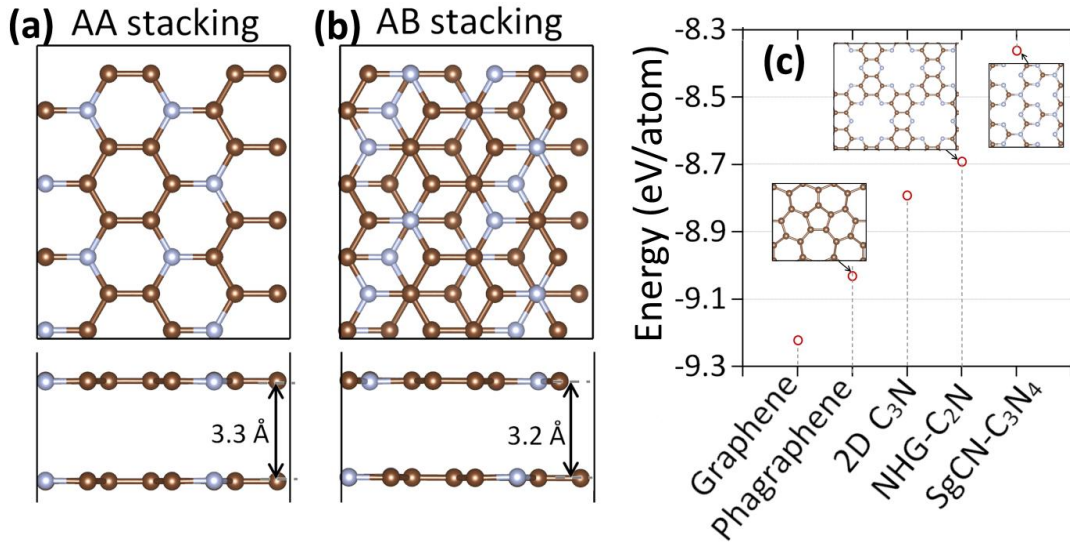 (a) AA stacking
(b) AB stacking
3.3 Å
3.2 Å
(c)
Energy (eV/atom)
-8.3
-8.5
-8.7
-8.9
-9.1
-9.3
Graphene
Phagraphene
2D C₃N
NHG-C₂N
SgCN-C₃N₄